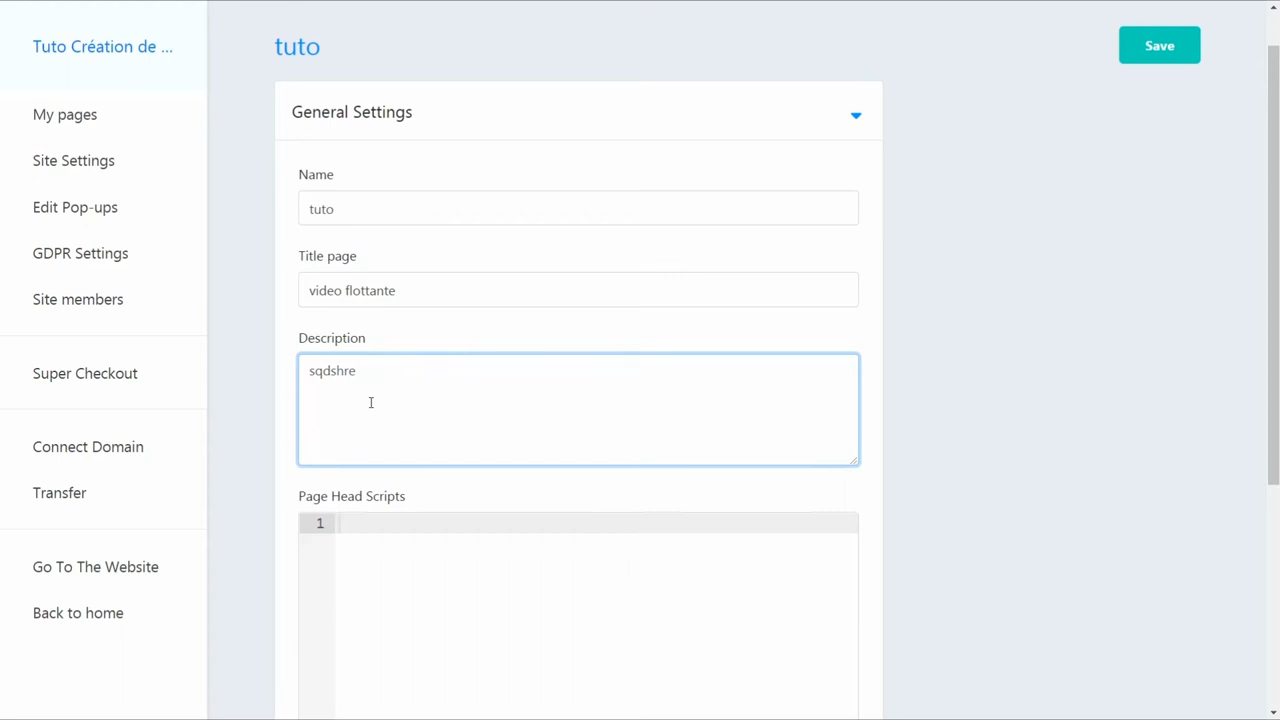 Tuto Création de ...
My pages
Site Settings
Edit Pop-ups
GDPR Settings
Site members
Super Checkout
Connect Domain
Transfer
Go To The Website
Back to home
tuto
Save
General Settings
Name
tuto
Title page
video flottante
Description
sqdshre
Page Head Scripts
1